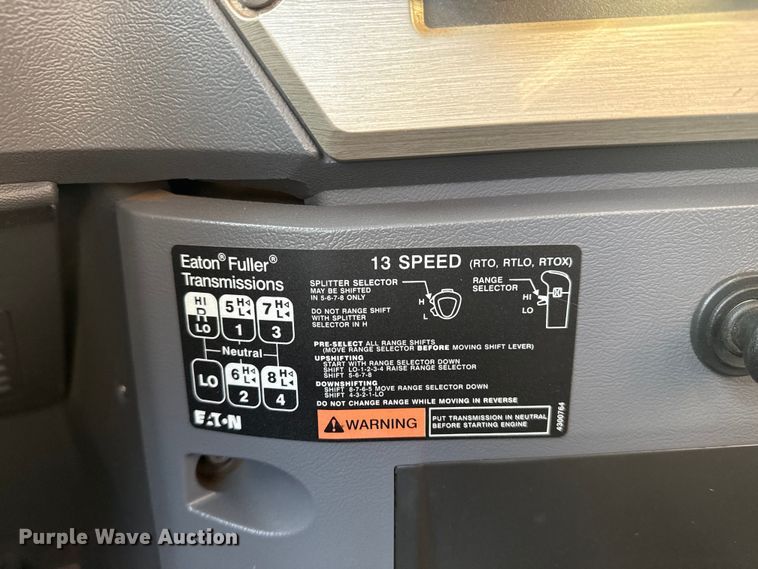 Eaton® Fuller®
Transmissions
13 SPEED (RTO, RTLO, RTOX)
HI
R
LO
5 H L
1
7 H L
3
Neutral
LO
6 H L
2
8 H L
4
EATON
SPLITTER SELECTOR
MAY BE SHIFTED
IN 5-6-7-8 ONLY
DO NOT RANGE SHIFT
WITH SPLITTER
SELECTOR IN H
H
L
RANGE
SELECTOR
HI
LO
PRE-SELECT ALL RANGE SHIFTS
(MOVE RANGE SELECTOR BEFORE MOVING SHIFT LEVER)
UPSHIFTING
START WITH RANGE SELECTOR DOWN
SHIFT LO-1-2-3-4 RAISE RANGE SELECTOR
SHIFT 5-6-7-8
DOWNSHIFTING
SHIFT 8-7-6-5 MOVE RANGE SELECTOR DOWN
SHIFT 4-3-2-1-LO
DO NOT CHANGE RANGE WHILE MOVING IN REVERSE
WARNING
PUT TRANSMISSION IN NEUTRAL
BEFORE STARTING ENGINE
4300764
Purple Wave Auction